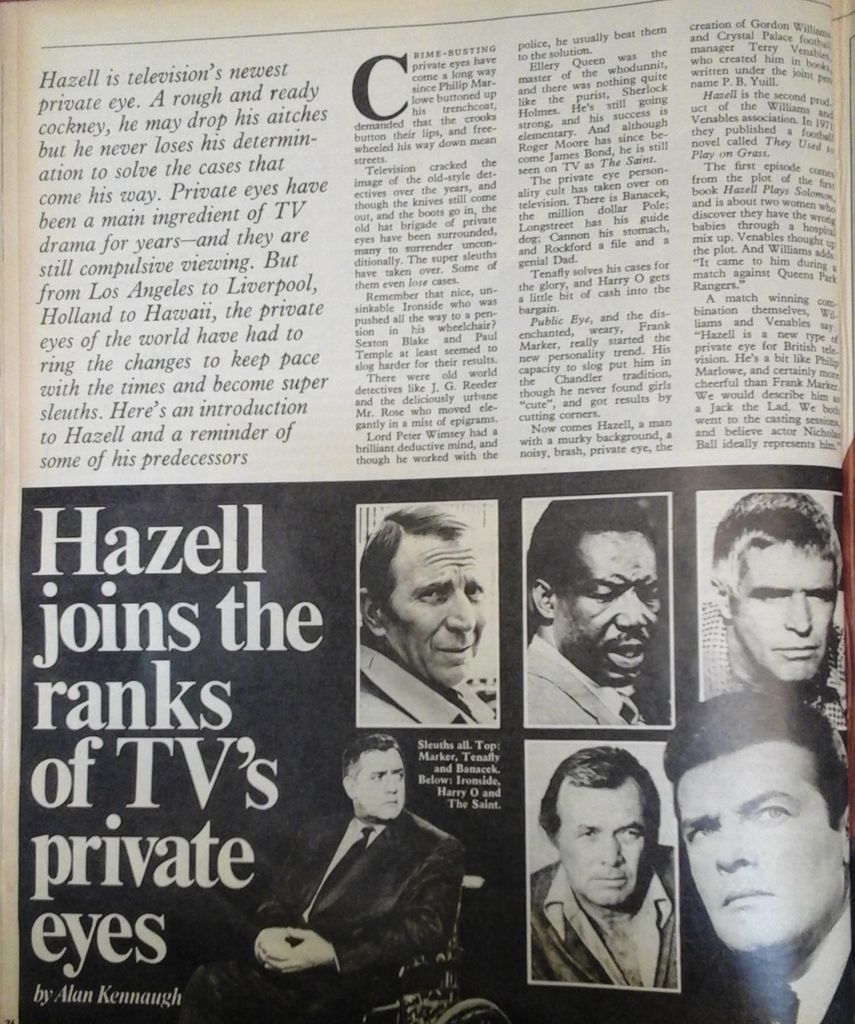 Hazell is television's newest
private eye. A rough and ready
cockney, he may drop his aitches
but he never loses his determin-
ation to solve the cases that
come his way. Private eyes have
been a main ingredient of TV
drama for years—and they are
still compulsive viewing. But
from Los Angeles to Liverpool,
Holland to Hawaii, the private
eyes of the world have had to
ring the changes to keep pace
with the times and become super
sleuths. Here's an introduction
to Hazell and a reminder of
some of his predecessors
CRIME-BUSTING
private eyes have
come a long way
since Philip Mar-
lowe buttoned up
his trenchcoat,
demanded that the crooks
button their lips, and free-
wheeled his way down mean
streets.
Television cracked the
image of the old-style det-
ectives over the years, and
though the knives still come
out, and the boots go in, the
old hat brigade of private
eyes have been surrounded,
many to surrender uncon-
ditionally. The super sleuths
have taken over. Some of
them even lose cases.
Remember that nice, un-
sinkable Ironside who was
pushed all the way to a pen-
sion in his wheelchair?
Sexton Blake and Paul
Temple at least seemed to
slog harder for their results.
There were old world
detectives like J. G. Reeder
and the deliciously urbane
Mr. Rose who moved ele-
gantly in a mist of epigrams.
Lord Peter Wimsey had a
brilliant deductive mind, and
though he worked with the
police, he usually beat them
to the solution.
Ellery Queen was the
master of the whodunnit,
and there was nothing quite
like the purist, Sherlock
Holmes. He's still going
strong, and his success is
elementary. And although
Roger Moore has since be-
come James Bond, he is still
seen on TV as The Saint.
The private eye person-
ality cult has taken over on
television. There is Banacek,
the million dollar Pole;
Longstreet has his guide
dog; Cannon his stomach,
and Rockford a file and a
genial Dad.
Tenafly solves his cases for
the glory, and Harry O gets
a little bit of cash into the
bargain.
Public Eye, and the dis-
enchanted, weary, Frank
Marker, really started the
new personality trend. His
capacity to slog put him in
the Chandler tradition,
though he never found girls
"cute", and got results by
cutting corners.
Now comes Hazell, a man
with a murky background, a
noisy, brash, private eye, the
creation of Gordon Williams
and Crystal Palace football
manager Terry Venables,
who created him in books
written under the joint pen
name P. B. Yuill.
Hazell is the second prod-
uct of the Williams and
Venables association. In 1971
they published a football
novel called They Used to
Play on Grass.
The first episode comes
from the plot of the first
book Hazell Plays Solomon,
and is about two women who
discover they have the wrong
babies through a hospital
mix up. Venables thought up
the plot. And Williams adds:
"It came to him during a
match against Queens Park
Rangers."
A match winning com-
bination themselves, Wil-
liams and Venables say:
"Hazell is a new type of
private eye for British tele-
vision. He's a bit like Philip
Marlowe, and certainly more
cheerful than Frank Marker.
We would describe him as
a Jack the Lad. We both
went to the casting sessions,
and believe actor Nicholas
Ball ideally represents him."
Hazell
joins the
ranks
of TV's
private
eyes
by Alan Kennaugh
Sleuths all. Top:
Marker, Tenafly
and Banacek.
Below: Ironside,
Harry O and
The Saint.